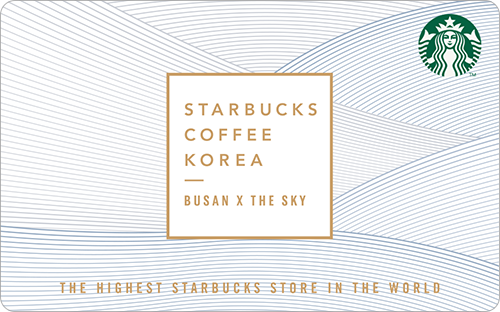 STARBUCKS
COFFEE
KOREA
BUSAN X THE SKY
THE HIGHEST STARBUCKS STORE IN THE WORLD